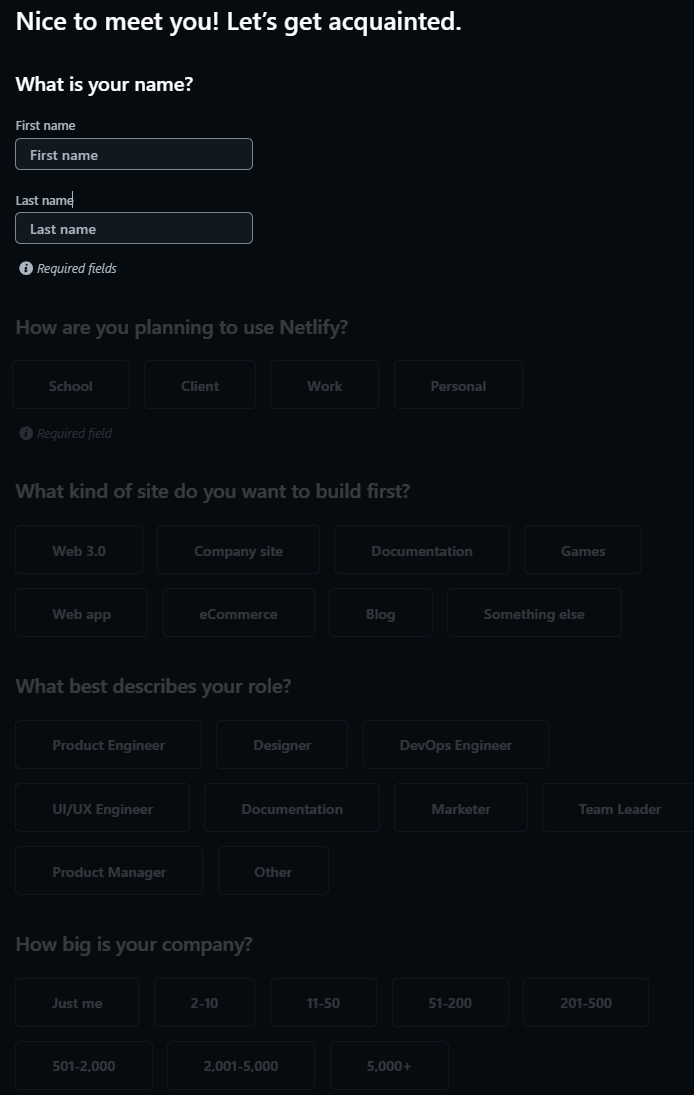 Nice to meet you! Let’s get acquainted.
What is your name?
First name
First name
Last name
Last name
Required fields
How are you planning to use Netlify?
School Client Work Personal
Required field
What kind of site do you want to build first?
Web 3.0 Company site Documentation Games
Web app eCommerce Blog Something else
What best describes your role?
Product Engineer Designer DevOps Engineer
UI/UX Engineer Documentation Marketer Team Leader
Product Manager Other
How big is your company?
Just me 2-10 11-50 51-200 201-500
501-2,000 2,001-5,000 5,000+